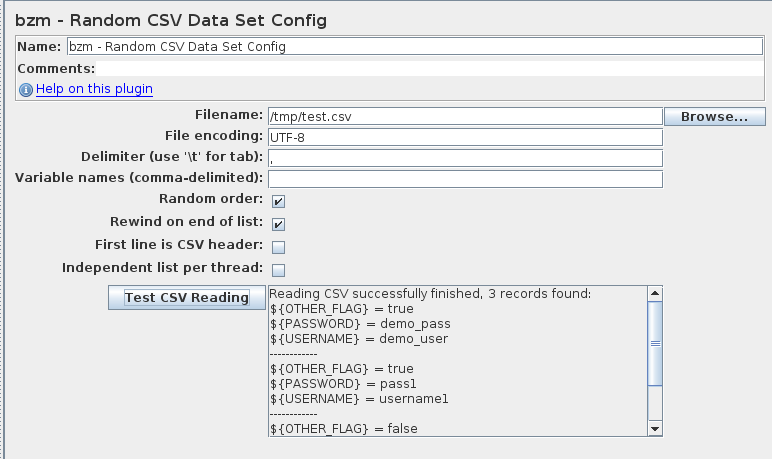 bzm - Random CSV Data Set Config
Name: bzm - Random CSV Data Set Config
Comments:
Help on this plugin
Filename: /tmp/test.csv Browse...
File encoding: UTF-8
Delimiter (use '\t' for tab): ,
Variable names (comma-delimited):
Random order:
Rewind on end of list:
First line is CSV header:
Independent list per thread:
Test CSV Reading
Reading CSV successfully finished, 3 records found:
${OTHER_FLAG} = true
${PASSWORD} = demo_pass
${USERNAME} = demo_user
------------
${OTHER_FLAG} = true
${PASSWORD} = pass1
${USERNAME} = username1
------------
${OTHER_FLAG} = false